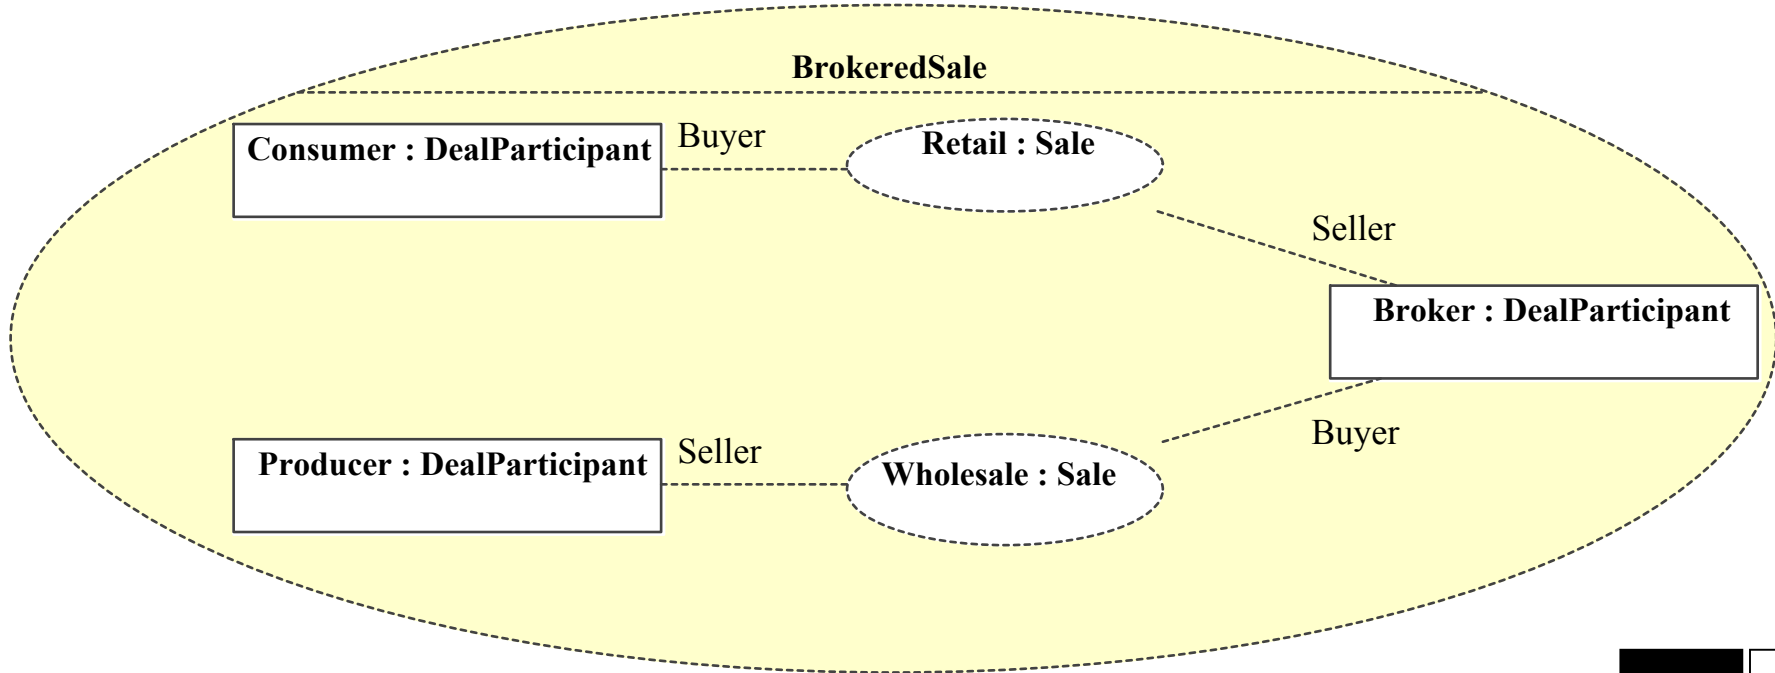 BrokeredSale
Consumer : DealParticipant
Buyer
Retail : Sale
Seller
Broker : DealParticipant
Producer : DealParticipant
Seller
Wholesale : Sale
Buyer